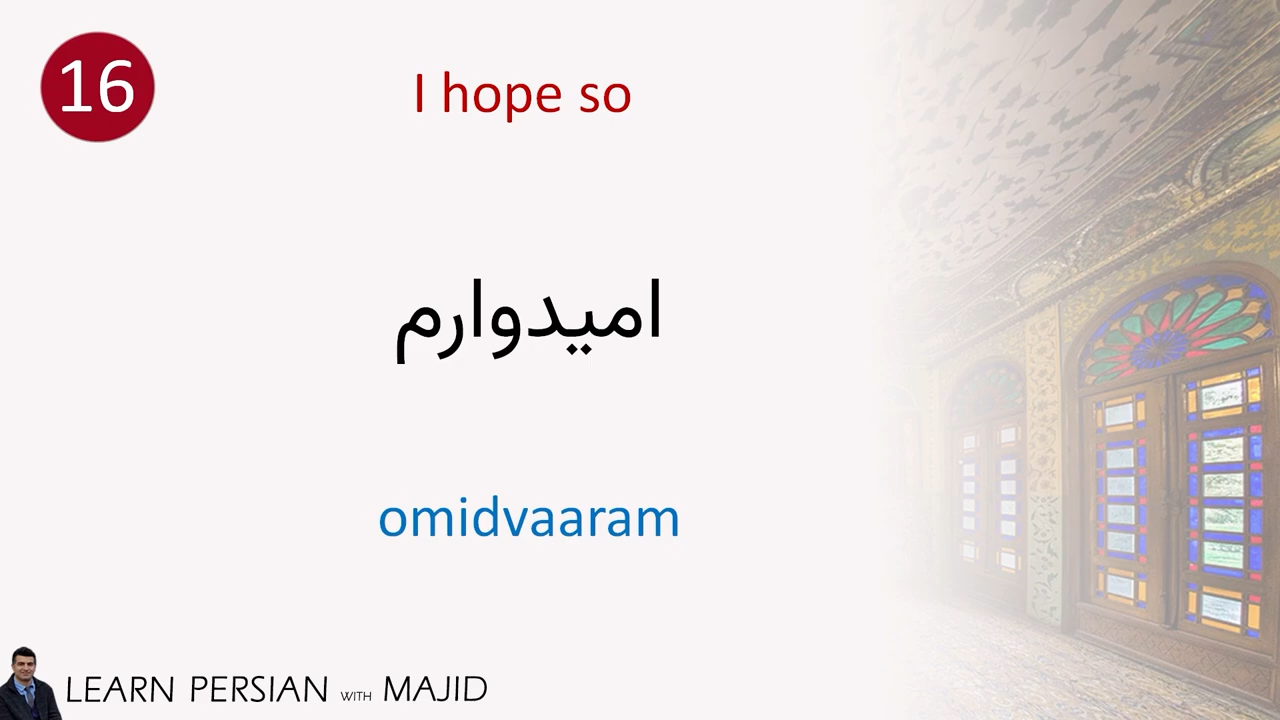 16
I hope so
امیدوارم
omidvaaram
LEARN PERSIAN WITH MAJID